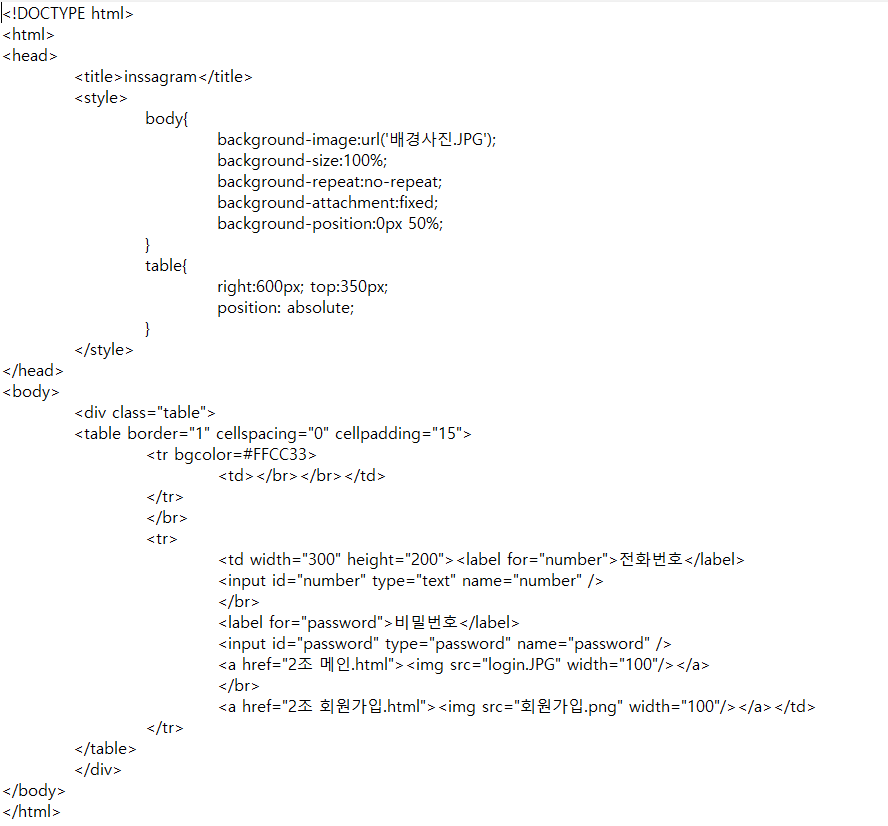 <!DOCTYPE html>
<html>
<head>
<title>inssagram</title>
<style>
body{
background-image:url('배경사진.JPG');
background-size:100%;
background-repeat:no-repeat;
background-attachment:fixed;
background-position:0px 50%;
}
table{
right:600px; top:350px;
position: absolute;
}
</style>
</head>
<body>
<div class="table">
<table border="1" cellspacing="0" cellpadding="15">
<tr bgcolor=#FFCC33>
<td></br></br></td>
</tr>
</br>
<tr>
<td width="300" height="200"><label for="number">전화번호</label>
<input id="number" type="text" name="number" />
</br>
<label for="password">비밀번호</label>
<input id="password" type="password" name="password" />
<a href="2조 메인.html"><img src="login.JPG" width="100"/></a>
</br>
<a href="2조 회원가입.html"><img src="회원가입.png" width="100"/></a></td>
</tr>
</table>
</div>
</body>
</html>